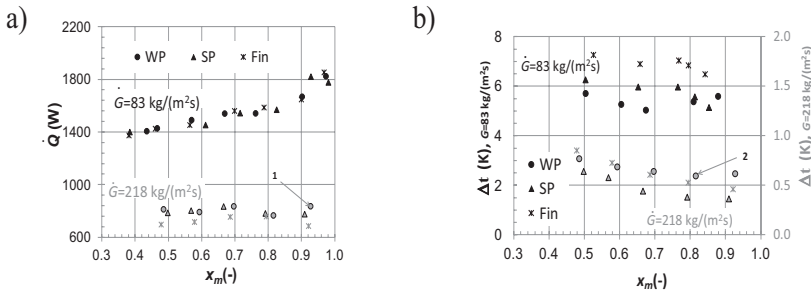 a)
2200
1800
1400
1000
600
Q̇ (W)
WP SP Fin
Ġ=83 kg/(m²s)
Ġ=218 kg/(m²s)
1
0.3 0.4 0.5 0.6 0.7 0.8 0.9 1.0
xm(-)
b)
8
6
4
2
0
Δt (K), G=83 kg/(m²s)
Ġ=83 kg/(m²s)
WP
SP
Fin
2
Ġ=218 kg/(m²s)
0.3 0.4 0.5 0.6 0.7 0.8 0.9 1.0
xm(-)
2.0
1.5
1.0
0.5
0.0
Δt (K), G=218 kg/(m²s)